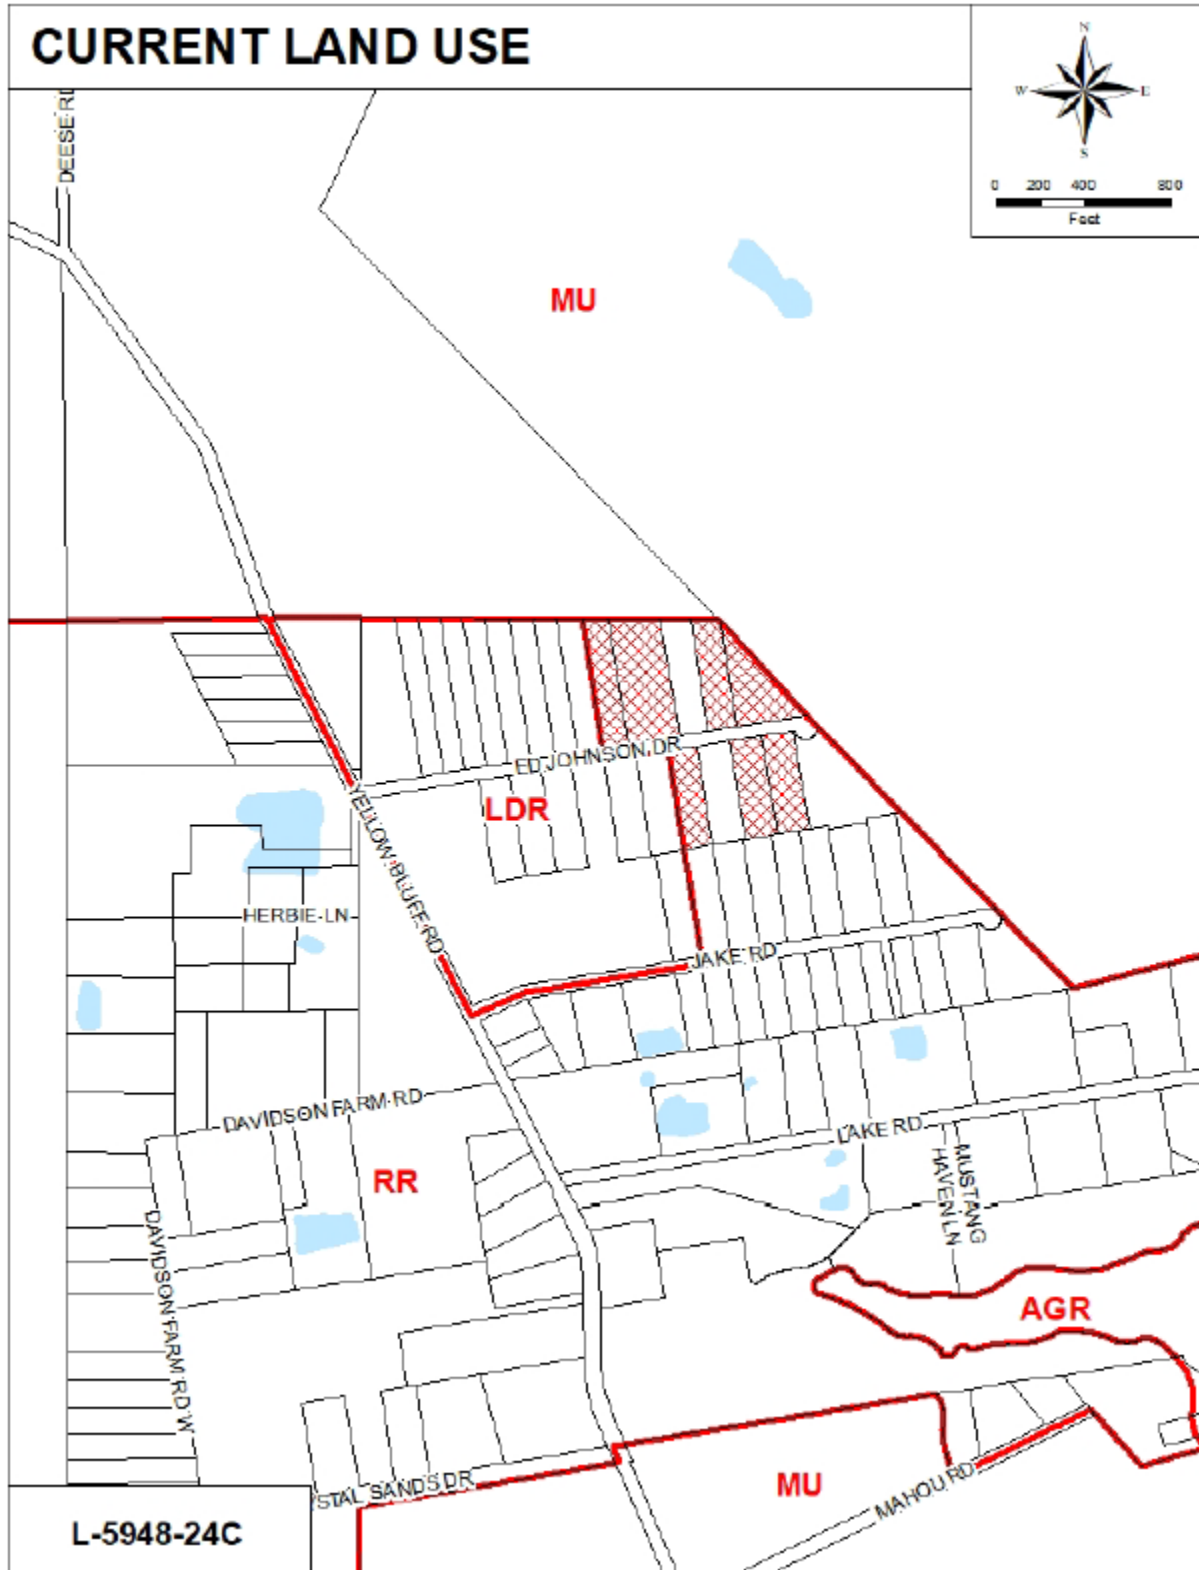 CURRENT LAND USE
N
W E
S
0 200 400 800
Feet
DEESE RD
MU
ED JOHNSON DR
LDR
YELLOW BLUFF RD
HERBIE LN
JAKE RD
DAVIDSON FARM RD
LAKE RD
MUSTANG
HAVEN LN
RR
DAVIDSON FARM RD W
AGR
STAL SANDS DR
MU
MAHOU RD
L-5948-24C